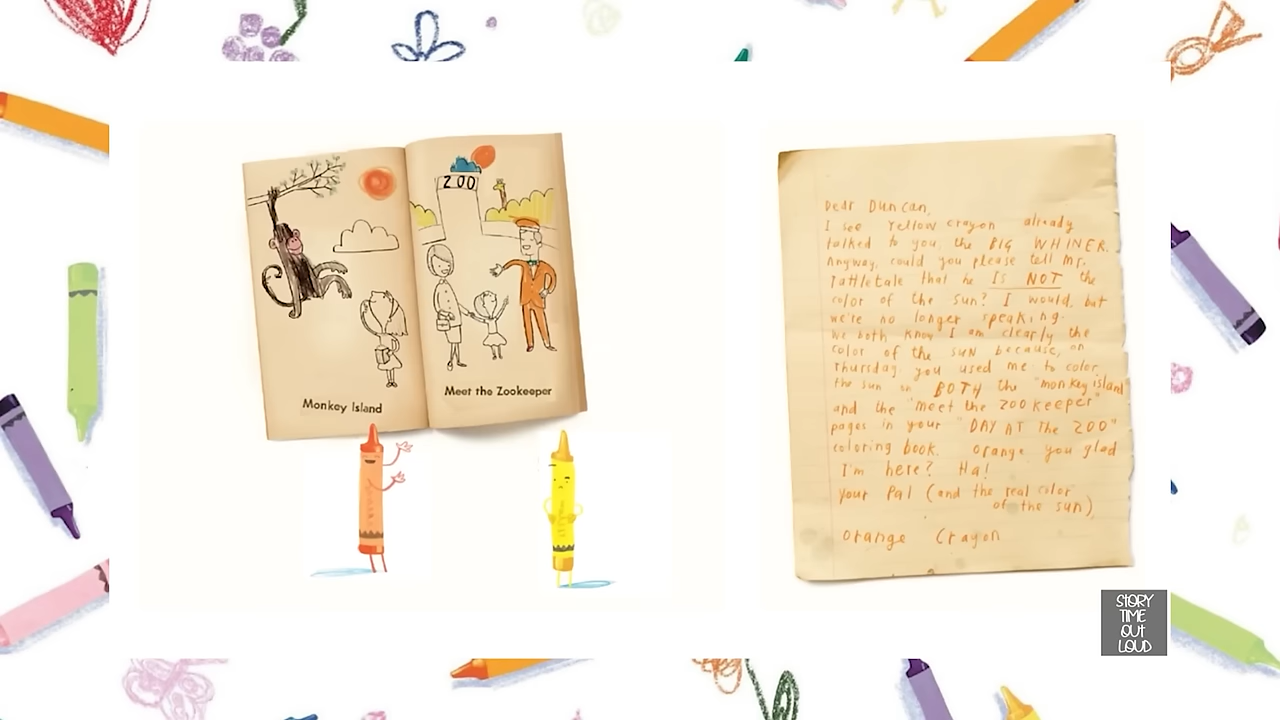 ZOO
Monkey Island
Meet the Zookeeper
Dear Duncan,
I see Yellow crayon already
talked to you, the BIG WHINER.
Anyway, could you please tell Mr.
Tattletale that he IS NOT the
color of the sun? I would, but
we're no longer speaking.
We both know I am clearly the
color of the sun because, on
Thursday, you used me to color
the sun on BOTH the "monkey island"
and the "meet the zookeeper"
pages in your "DAY AT THE ZOO"
coloring book. orange you glad
I'm here? Ha!
your pal (and the real color
of the sun),
orange Crayon
STORY
TIME
OUT
LOUD